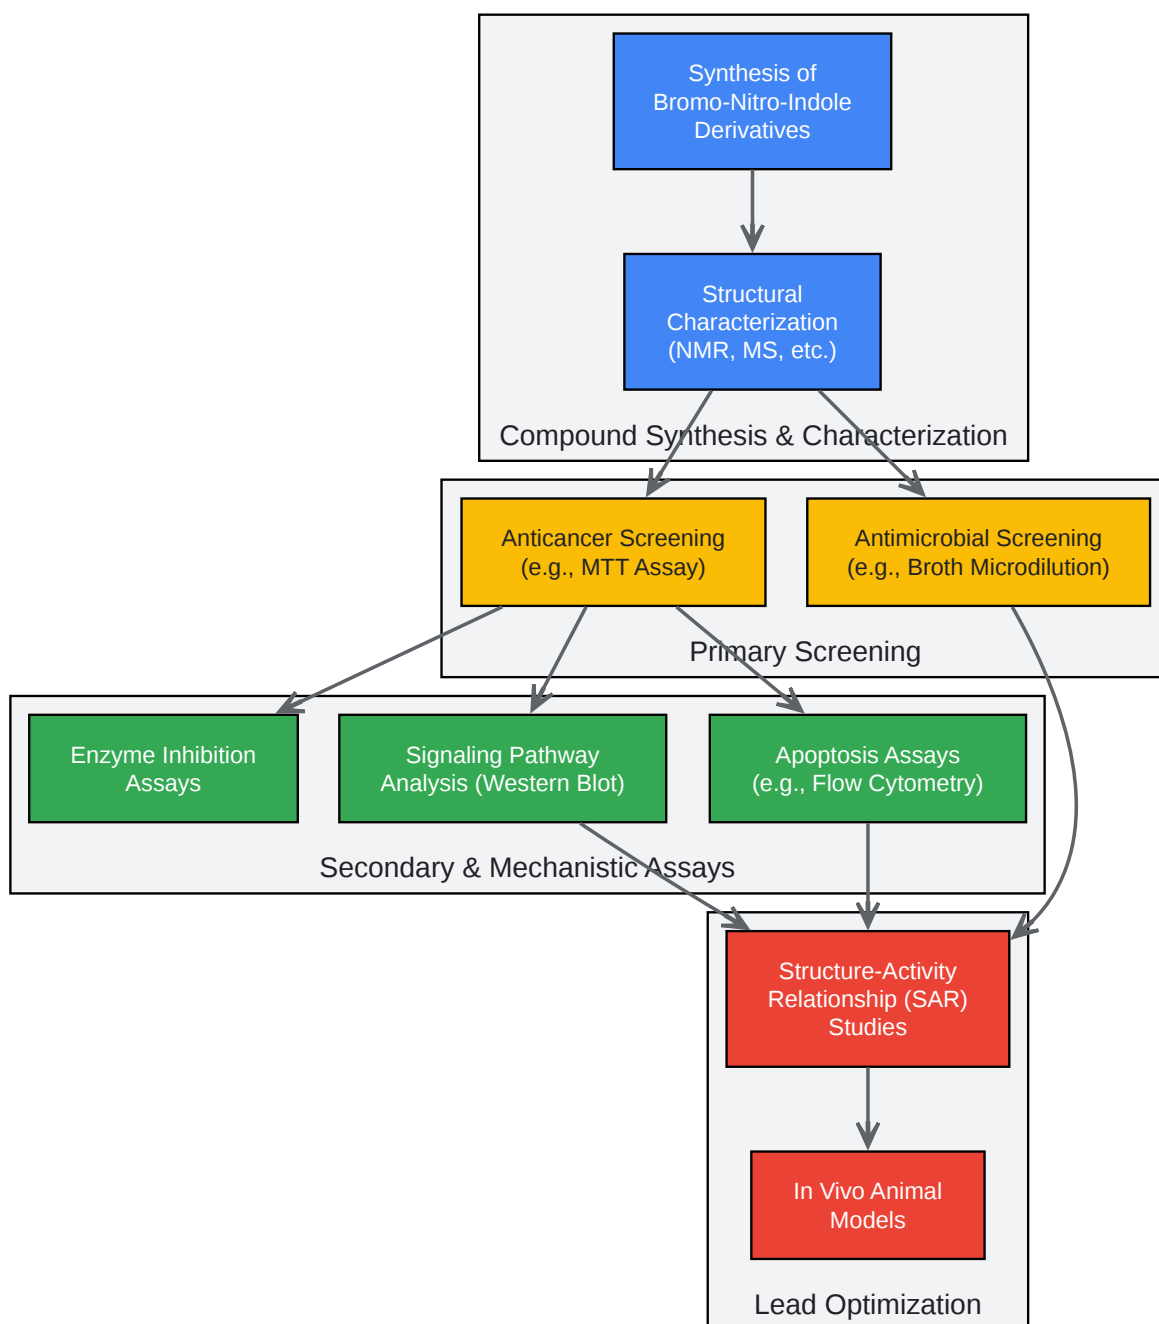 Synthesis of
Bromo-Nitro-Indole
Derivatives
Structural
Characterization
(NMR, MS, etc.)
Compound Synthesis & Characterization
Anticancer Screening
(e.g., MTT Assay)
Antimicrobial Screening
(e.g., Broth Microdilution)
Primary Screening
Enzyme Inhibition
Assays
Signaling Pathway
Analysis (Western Blot)
Apoptosis Assays
(e.g., Flow Cytometry)
Secondary & Mechanistic Assays
Structure-Activity
Relationship (SAR)
Studies
In Vivo Animal
Models
Lead Optimization